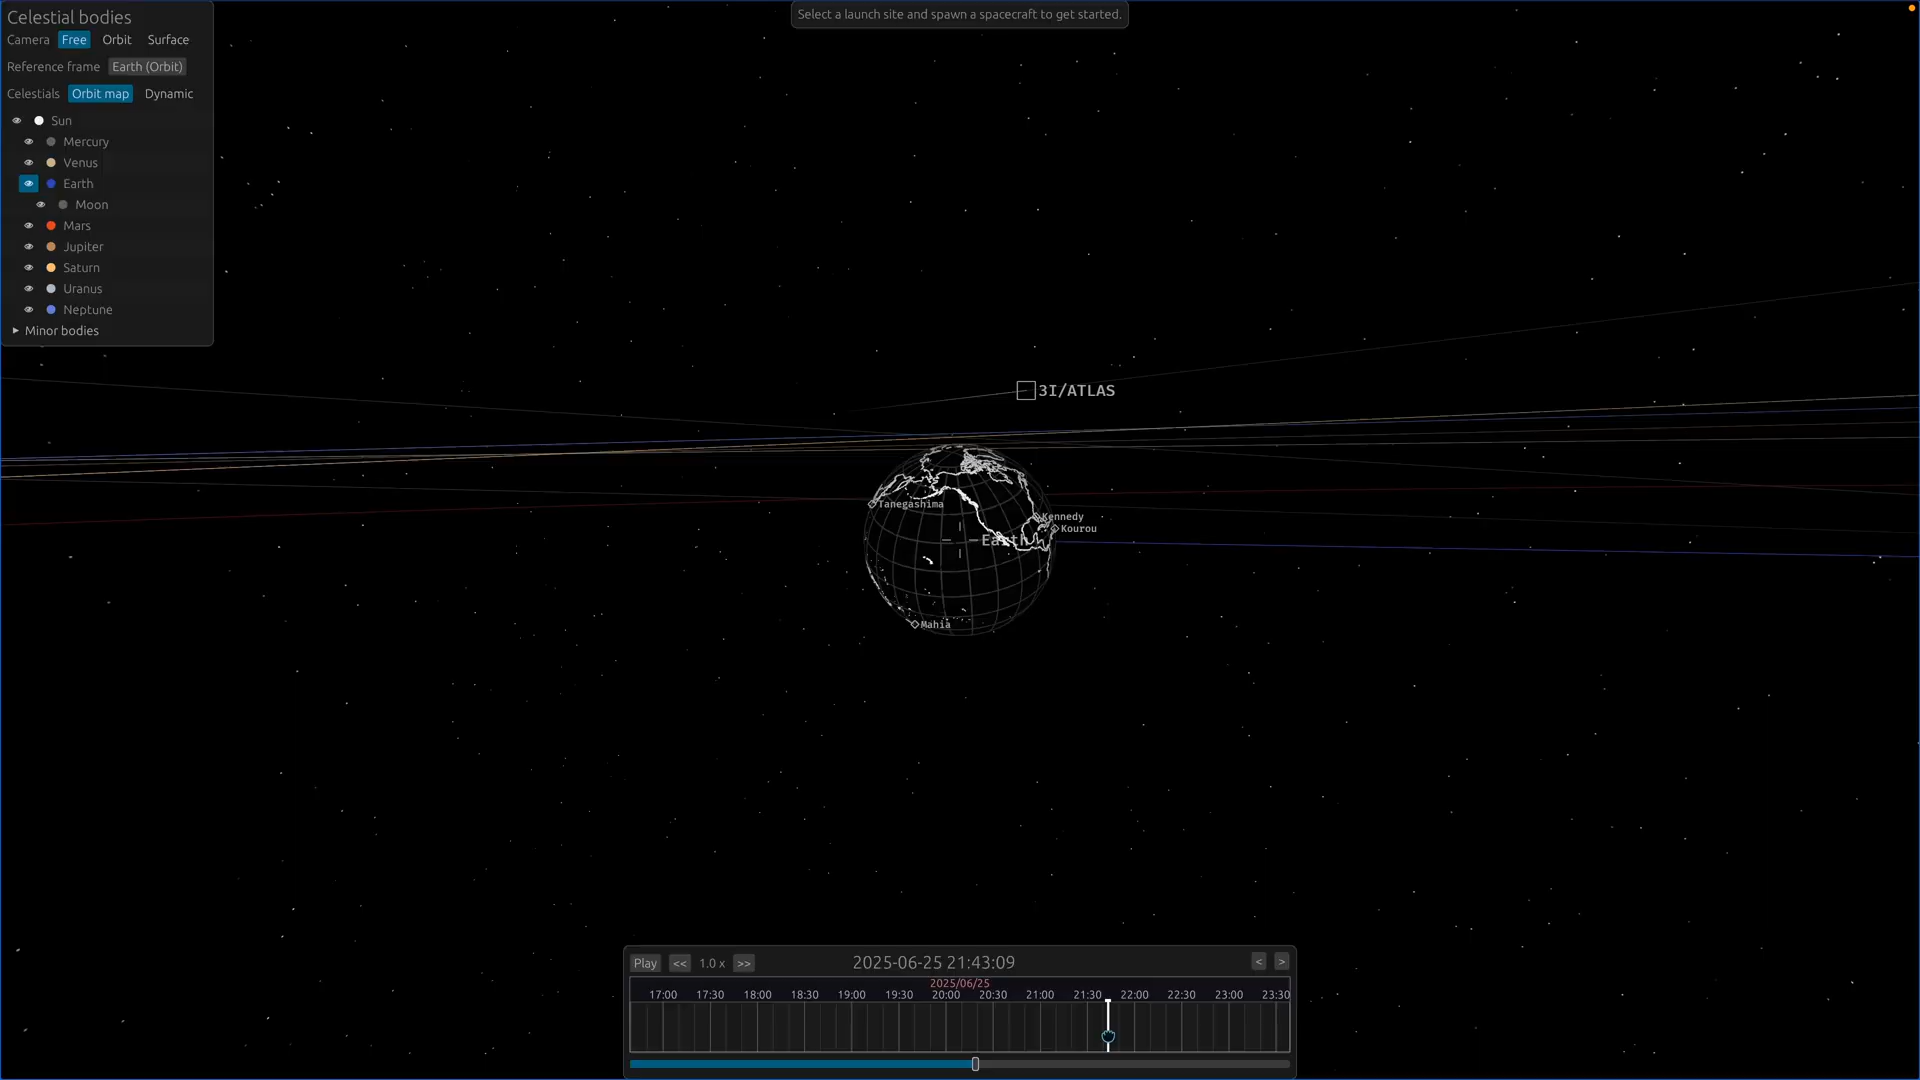 Celestial bodies
Camera Free Orbit Surface
Reference frame Earth (Orbit)
Celestials Orbit map Dynamic
Sun
Mercury
Venus
Earth
Moon
Mars
Jupiter
Saturn
Uranus
Neptune
Minor bodies
Select a launch site and spawn a spacecraft to get started.
3I/ATLAS
Tanegashima
Kennedy
Kourou
Earth
Mahia
Play << 1.0 x >> 2025-06-25 21:43:09 < >
2025/06/25
17:00 17:30 18:00 18:30 19:00 19:30 20:00 20:30 21:00 21:30 22:00 22:30 23:00 23:30